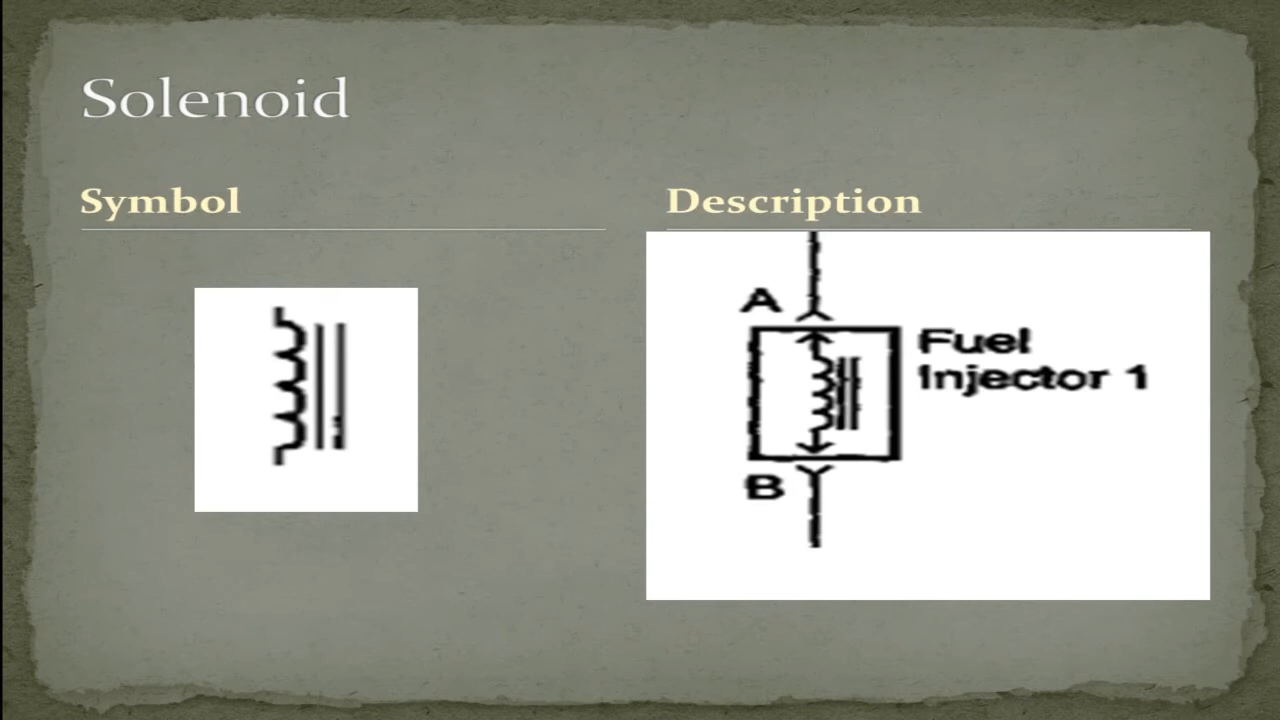 Solenoid
Symbol
Description
A
Fuel
Injector 1
B